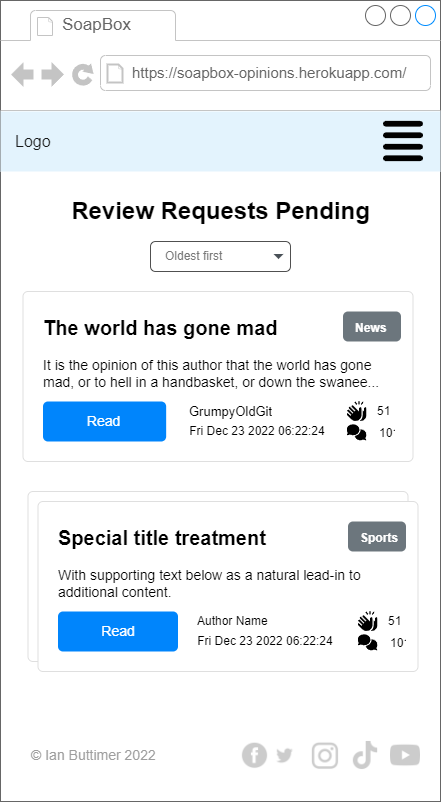 SoapBox
https://soapbox-opinions.herokuapp.com/
Logo
Review Requests Pending
Oldest first
The world has gone mad
News
It is the opinion of this author that the world has gone
mad, or to hell in a handbasket, or down the swanee...
Read
GrumpyOldGit
51
Fri Dec 23 2022 06:22:24
Special title treatment
Sports
With supporting text below as a natural lead-in to
additional content.
Read
Author Name
51
Fri Dec 23 2022 06:22:24
© Ian Buttimer 2022